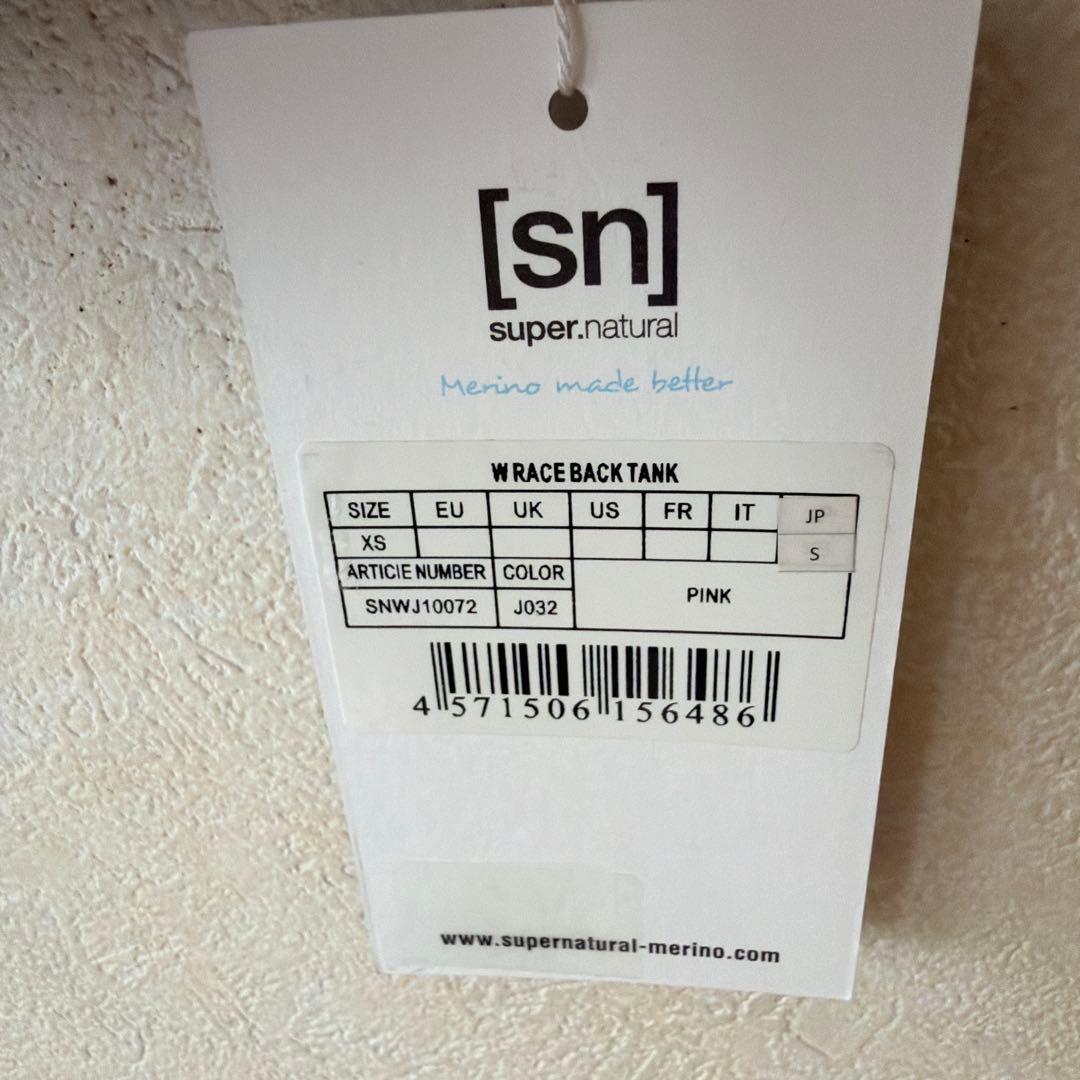 [sn]
super.natural
Merino made better
W RACE BACK TANK
SIZE EU UK US FR IT JP
XS S
ARTICIE NUMBER COLOR
PINK
SNWJ10072 J032
4 571506 156486
www.supernatural-merino.com